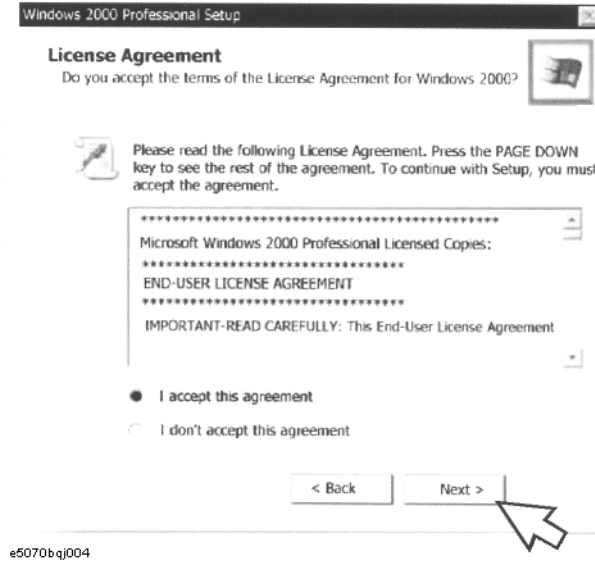 Windows 2000 Professional Setup
License Agreement
Do you accept the terms of the License Agreement for Windows 2000?
Please read the following License Agreement. Press the PAGE DOWN
key to see the rest of the agreement. To continue with Setup, you must
accept the agreement.
*********************************************
Microsoft Windows 2000 Professional Licensed Copies:
*********************************
END-USER LICENSE AGREEMENT
*********************************
IMPORTANT-READ CAREFULLY: This End-User License Agreement
I accept this agreement
I don't accept this agreement
< Back Next >
e5070bqj004